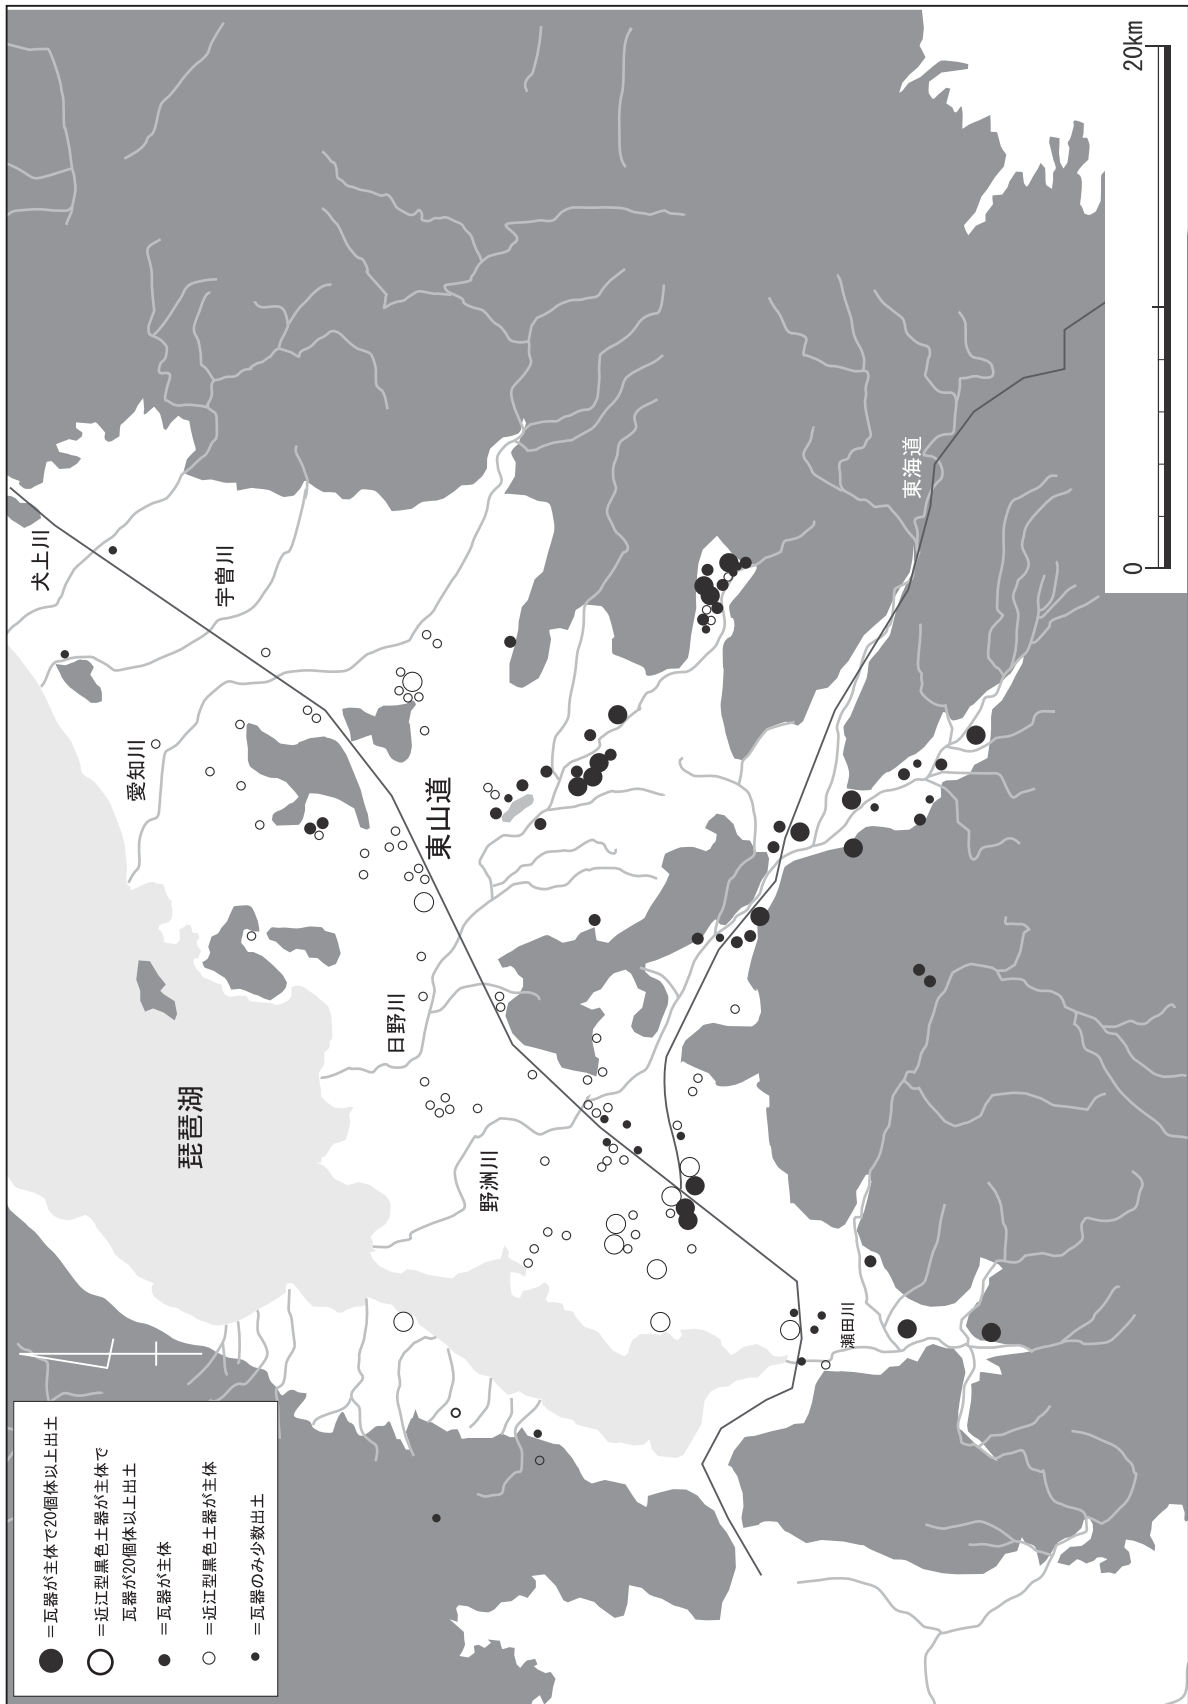 ＝瓦器が主体で20個体以上出土
＝近江型黒色土器が主体で
瓦器が20個体以上出土
＝瓦器が主体
＝近江型黒色土器が主体
＝瓦器のみ少数出土
琵琶湖
犬上川
宇曽川
愛知川
東山道
日野川
野洲川
瀬田川
東海道
0
20km